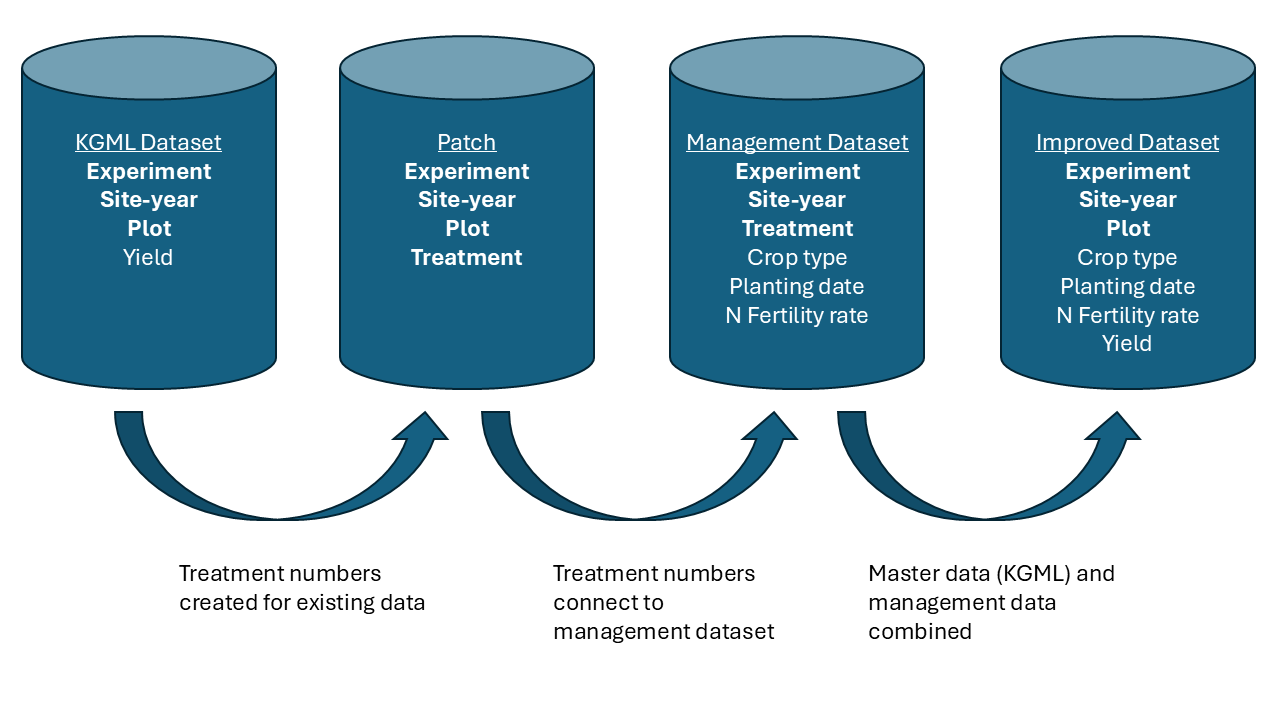 KGML Dataset
Experiment
Site-year
Plot
Yield
Patch
Experiment
Site-year
Plot
Treatment
Management Dataset
Experiment
Site-year
Treatment
Crop type
Planting date
N Fertility rate
Improved Dataset
Experiment
Site-year
Plot
Crop type
Planting date
N Fertility rate
Yield
Treatment numbers
created for existing data
Treatment numbers
connect to
management dataset
Master data (KGML) and
management data
combined